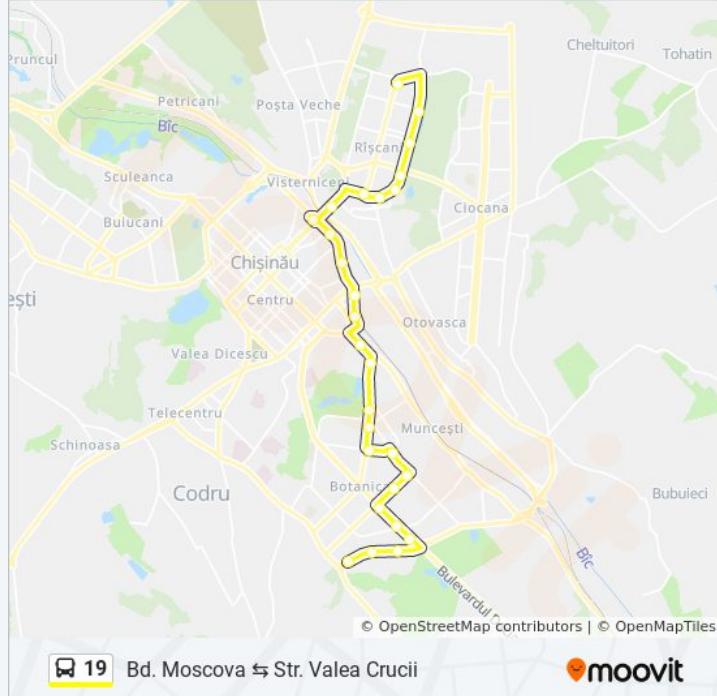 Cheltuitori
Tohatin
Pruncul
Petricani
Poșta Veche
Bîc
Rîșcani
Sculeanca
Visterniceni
Bulucani
Ciocana
Chișinău
ești
Centru
Otovasca
Valea Dicescu
Telecentru
Muncești
Schinoasa
Codru
Botanica
Bubuieci
Bîc
Bulevardul
© OpenStreetMap contributors | © OpenMapTiles
19 Bd. Moscova ⇆ Str. Valea Crucii
moovit